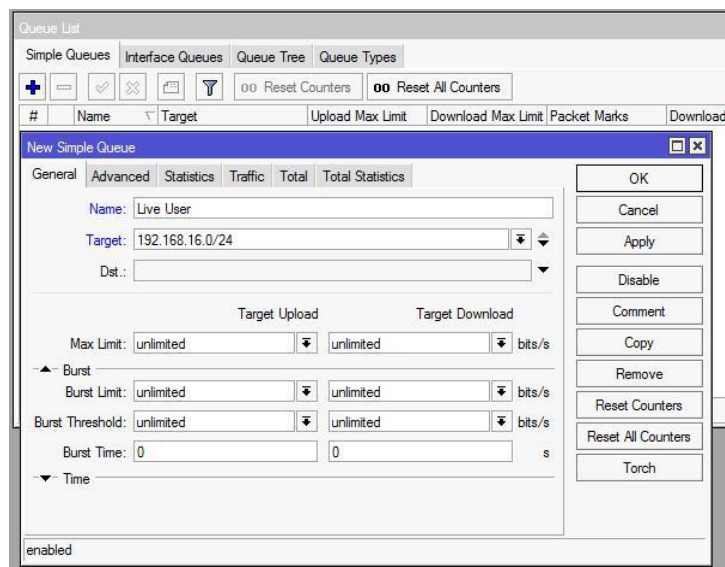 Queue List
Simple Queues Interface Queues Queue Tree Queue Types
00 Reset Counters 00 Reset All Counters
# Name Target Upload Max Limit Download Max Limit Packet Marks Download
New Simple Queue
General Advanced Statistics Traffic Total Total Statistics
Name: Live User
Target: 192.168.16.0/24
Dst.:
Target Upload Target Download
Max Limit: unlimited unlimited bits/s
Burst
Burst Limit: unlimited unlimited bits/s
Burst Threshold: unlimited unlimited bits/s
Burst Time: 0 0 s
Time
enabled
OK
Cancel
Apply
Disable
Comment
Copy
Remove
Reset Counters
Reset All Counters
Torch